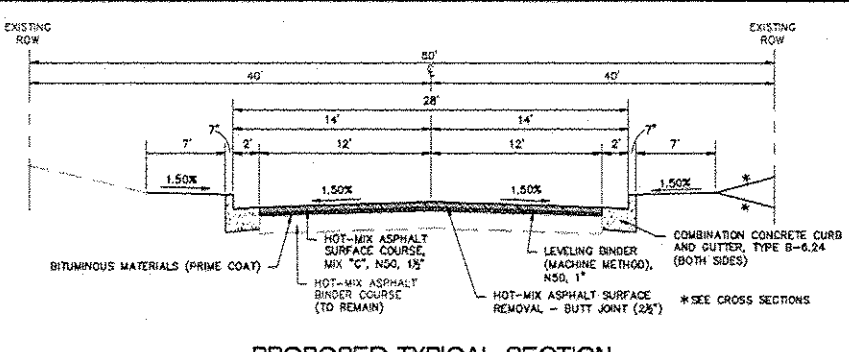 EXISTING
ROW
EXISTING
ROW
80'
℄
40'
40'
28'
14'
14'
7'
7"
2'
12'
12'
2'
7"
7'
1.50%
1.50%
1.50%
1.50%
*
*
BITUMINOUS MATERIALS (PRIME COAT)
HOT-MIX ASPHALT
SURFACE COURSE,
MIX "C", N50, 1½"
HOT-MIX ASPHALT
BINDER COURSE
(TO REMAIN)
LEVELING BINDER
(MACHINE METHOD),
N50, 1"
HOT-MIX ASPHALT SURFACE
REMOVAL - BUTT JOINT (2½")
COMBINATION CONCRETE CURB
AND GUTTER, TYPE B-6.24
(BOTH SIDES)
*SEE CROSS SECTIONS
PROPOSED TYPICAL SECTION